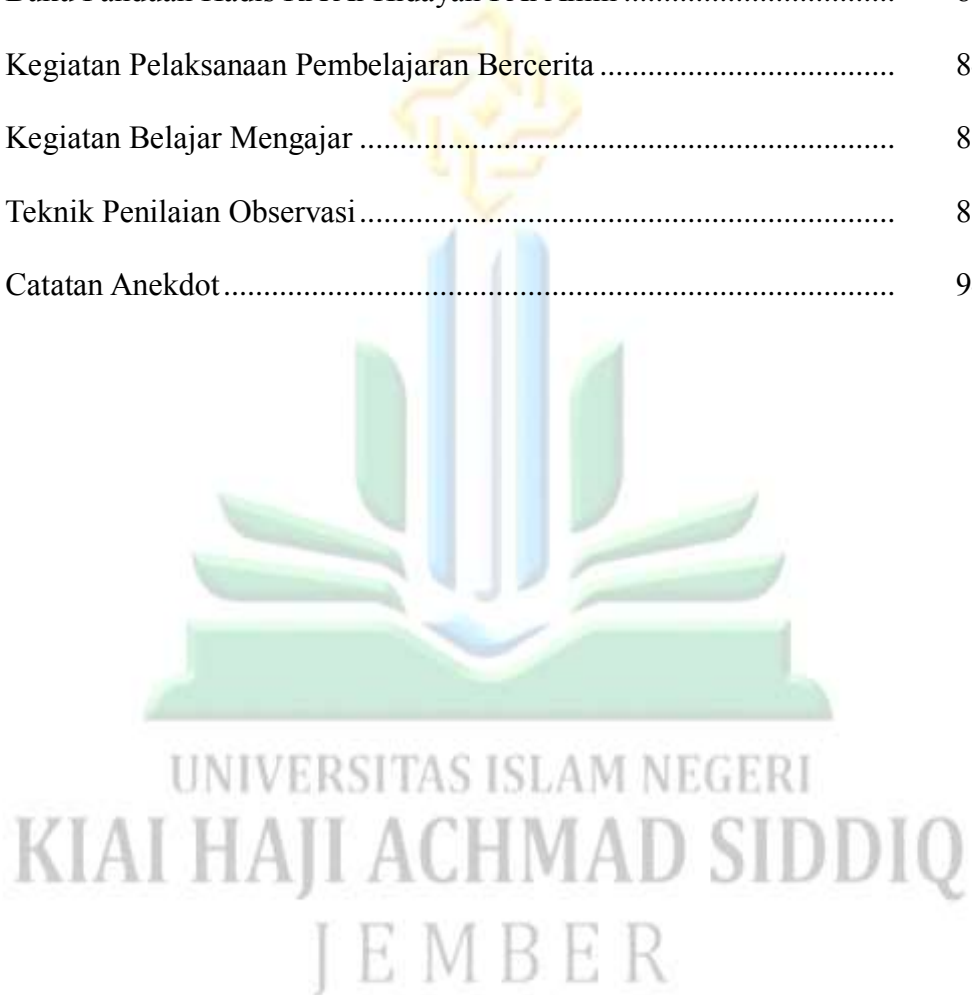 Kegiatan Pelaksanaan Pembelajaran Bercerita ................................. 8
Kegiatan Belajar Mengajar ............................................................ 8
Teknik Penilaian Observasi ............................................................ 8
Catatan Anekdot ........................................................................... 9
UNIVERSITAS ISLAM NEGERI
KIAI HAJI ACHMAD SIDDIQ
JEMBER